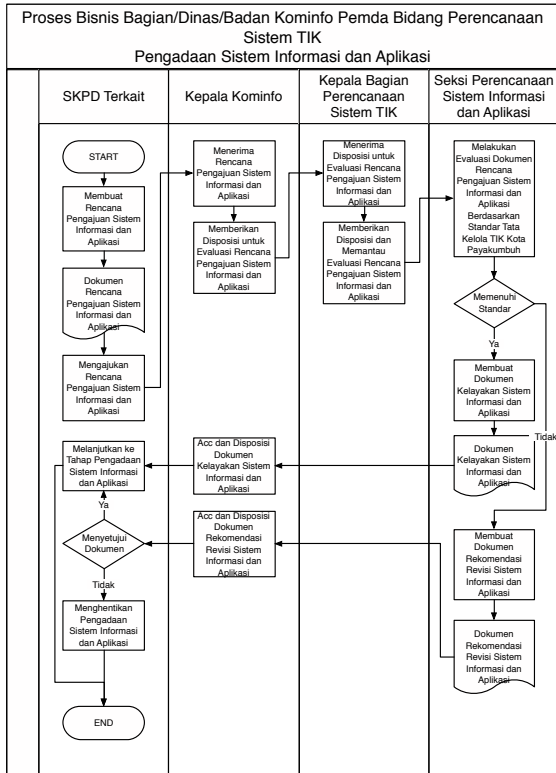 Proses Bisnis Bagian/Dinas/Badan Kominfo Pemda Bidang Perencanaan
Sistem TIK
Pengadaan Sistem Informasi dan Aplikasi
SKPD Terkait
Kepala Kominfo
Kepala Bagian
Perencanaan
Sistem TIK
Seksi Perencanaan
Sistem Informasi
dan Aplikasi
START
Membuat
Rencana
Pengajuan Sistem
Informasi dan
Aplikasi
Dokumen
Rencana
Pengajuan Sistem
Informasi dan
Aplikasi
Mengajukan
Rencana
Pengajuan Sistem
Informasi dan
Aplikasi
Menerima
Rencana
Pengajuan Sistem
Informasi dan
Aplikasi
Memberikan
Disposisi untuk
Evaluasi Rencana
Pengajuan Sistem
Informasi dan
Aplikasi
Menerima
Disposisi untuk
Evaluasi Rencana
Pengajuan Sistem
Informasi dan
Aplikasi
Memberikan
Disposisi dan
Memantau
Evaluasi Rencana
Pengajuan Sistem
Informasi dan
Aplikasi
Melakukan
Evaluasi Dokumen
Rencana
Pengajuan Sistem
Informasi dan
Aplikasi
Berdasarkan
Standar Tata
Kelola TIK Kota
Payakumbuh
Memenuhi
Standar
Ya
Tidak
Membuat
Dokumen
Kelayakan Sistem
Informasi dan
Aplikasi
Dokumen
Kelayakan Sistem
Informasi dan
Aplikasi
Acc dan Disposisi
Dokumen
Kelayakan Sistem
Informasi dan
Aplikasi
Melanjutkan ke
Tahap Pengadaan
Sistem Informasi
dan Aplikasi
Membuat
Dokumen
Rekomendasi
Revisi Sistem
Informasi dan
Aplikasi
Dokumen
Rekomendasi
Revisi Sistem
Informasi dan
Aplikasi
Acc dan Disposisi
Dokumen
Rekomendasi
Revisi Sistem
Informasi dan
Aplikasi
Ya
Menyetujui
Dokumen
Tidak
Menghentikan
Pengadaan
Sistem Informasi
dan Aplikasi
END